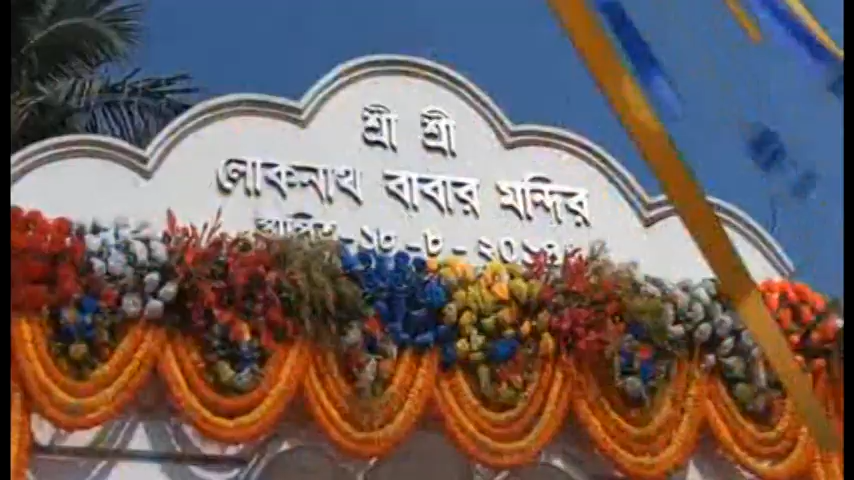 শ্রী শ্রী
লোকনাথ বাবার মন্দির
স্থাপিত -